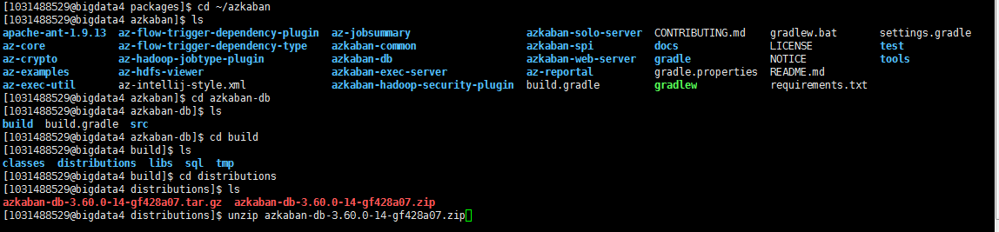 [1031488529@bigdata4 packages]$ cd ~/azkaban
[1031488529@bigdata4 azkaban]$ ls
apache-ant-1.9.13 az-flow-trigger-dependency-plugin az-jobsummary azkaban-solo-server CONTRIBUTING.md gradlew.bat settings.gradle
az-core az-flow-trigger-dependency-type azkaban-common azkaban-spi docs LICENSE test
az-crypto az-hadoop-jobtype-plugin azkaban-db azkaban-web-server gradle NOTICE tools
az-examples az-hdfs-viewer azkaban-exec-server az-reportal gradle.properties README.md
az-exec-util az-intellij-style.xml azkaban-hadoop-security-plugin build.gradle gradlew requirements.txt
[1031488529@bigdata4 azkaban]$ cd azkaban-db
[1031488529@bigdata4 azkaban-db]$ ls
build build.gradle src
[1031488529@bigdata4 azkaban-db]$ cd build
[1031488529@bigdata4 build]$ ls
classes distributions libs sql tmp
[1031488529@bigdata4 build]$ cd distributions
[1031488529@bigdata4 distributions]$ ls
azkaban-db-3.60.0-14-gf428a07.tar.gz azkaban-db-3.60.0-14-gf428a07.zip
[1031488529@bigdata4 distributions]$ unzip azkaban-db-3.60.0-14-gf428a07.zip